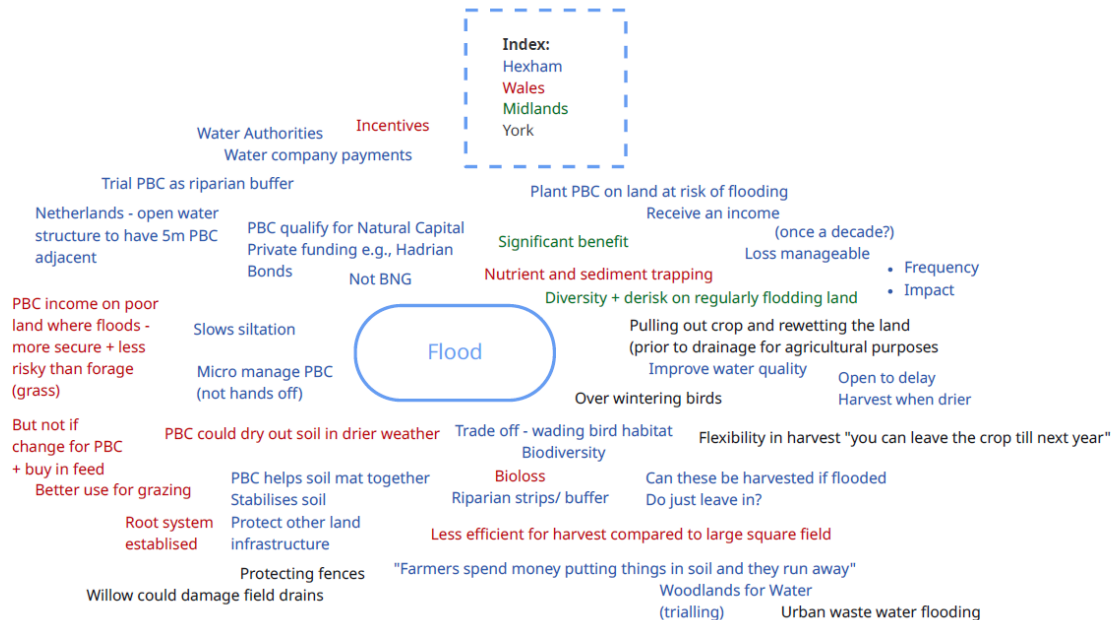 Index:
Hexham
Wales
Midlands
York
Incentives
Water Authorities
Water company payments
Trial PBC as riparian buffer
Netherlands - open water
structure to have 5m PBC
adjacent
PBC qualify for Natural Capital
Private funding e.g., Hadrian
Bonds
Not BNG
Plant PBC on land at risk of flooding
Receive an income
(once a decade?)
Loss manageable
• Frequency
• Impact
Significant benefit
Nutrient and sediment trapping
Diversity + derisk on regularly flodding land
PBC income on poor
land where floods -
more secure + less
risky than forage
(grass)
Slows siltation
Micro manage PBC
(not hands off)
Flood
Pulling out crop and rewetting the land
(prior to drainage for agricultural purposes
Improve water quality
Open to delay
Harvest when drier
Over wintering birds
But not if
change for PBC
+ buy in feed
Better use for grazing
PBC could dry out soil in drier weather
Trade off - wading bird habitat
Biodiversity
Flexibility in harvest "you can leave the crop till next year"
PBC helps soil mat together
Stabilises soil
Protect other land
infrastructure
Bioloss
Riparian strips/ buffer
Can these be harvested if flooded
Do just leave in?
Root system
establised
Less efficient for harvest compared to large square field
Protecting fences
"Farmers spend money putting things in soil and they run away"
Willow could damage field drains
Woodlands for Water
(trialling)
Urban waste water flooding